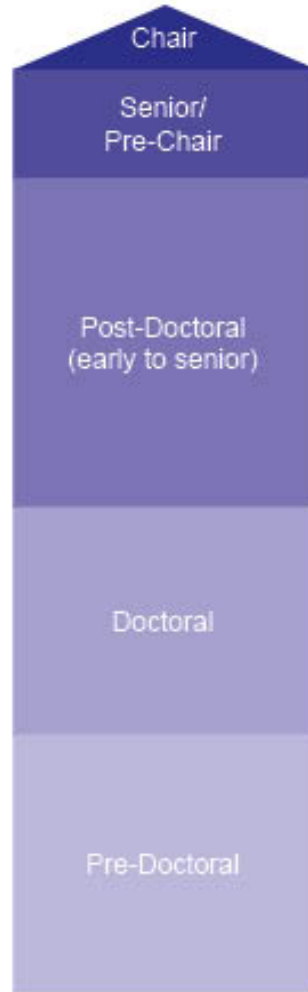 Chair
Senior/
Pre-Chair
Post-Doctoral
(early to senior)
Doctoral
Pre-Doctoral